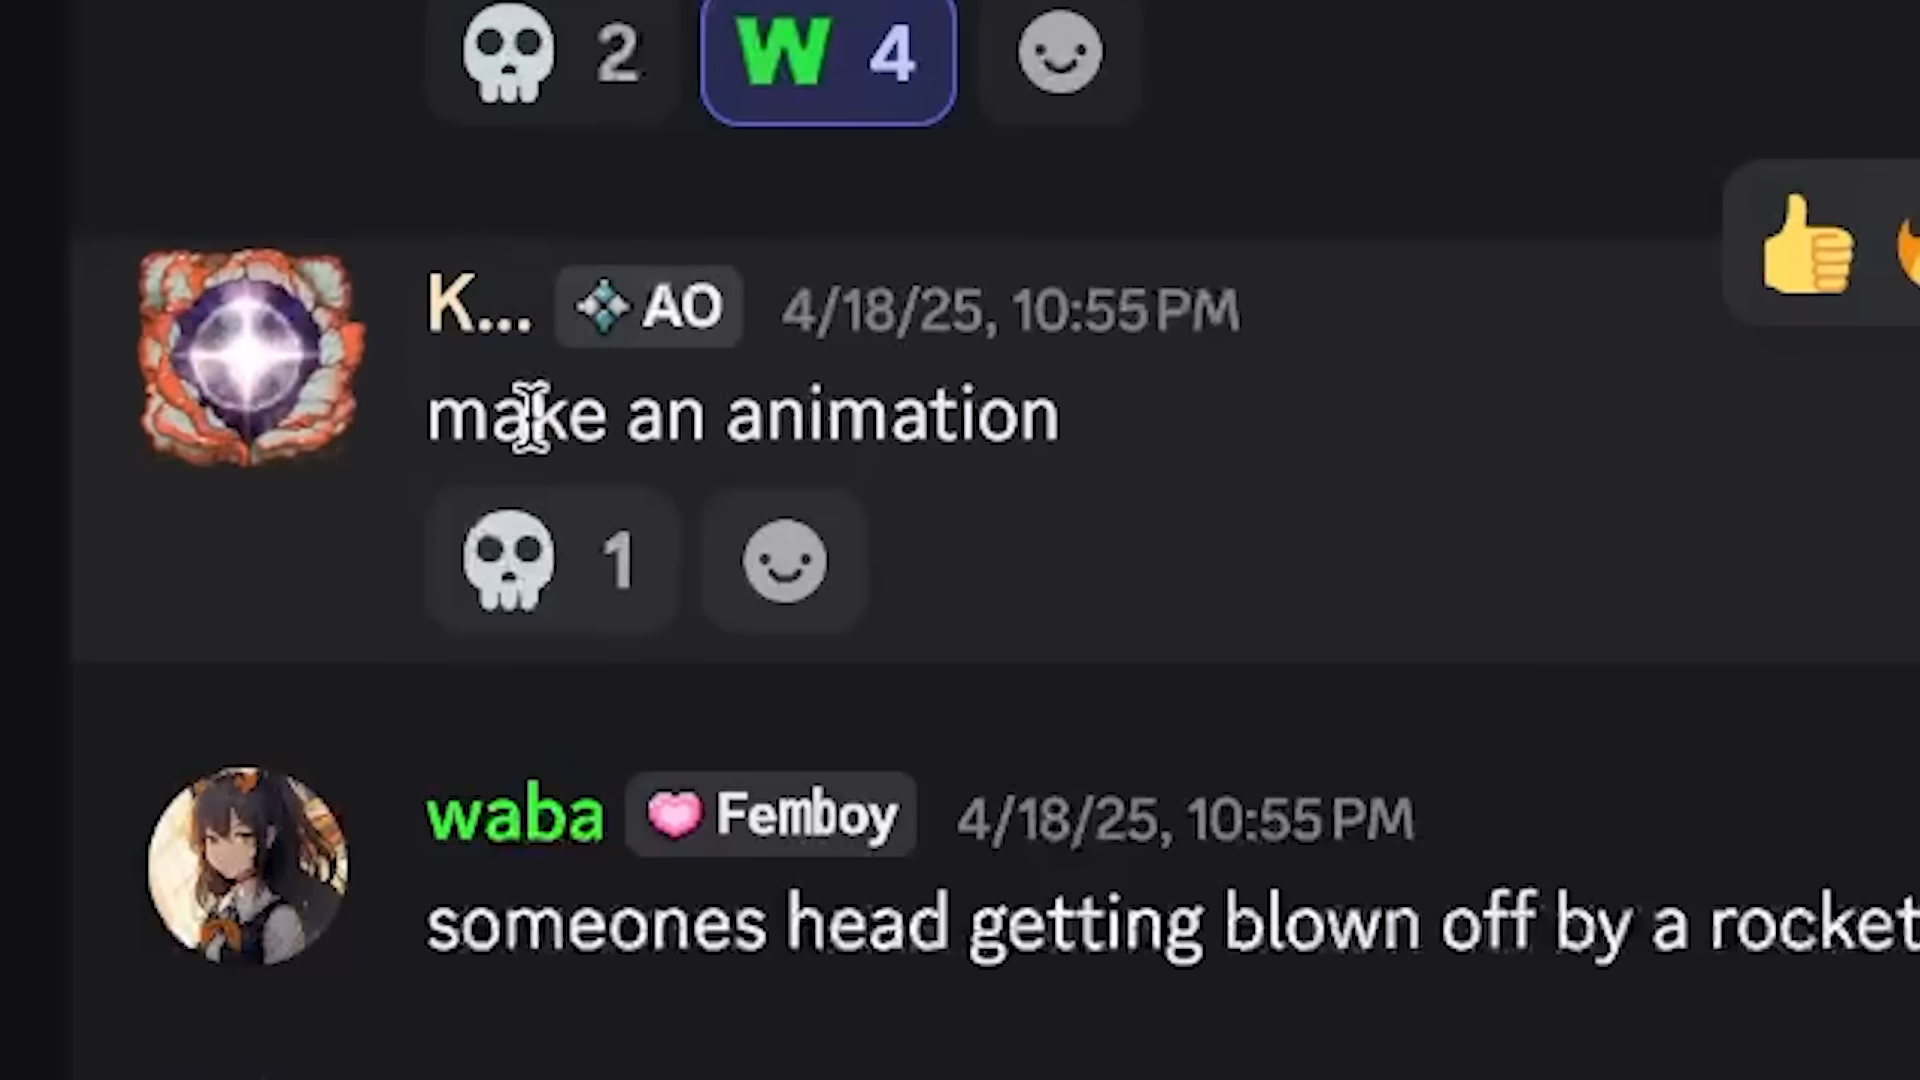 2 W 4
K... AO 4/18/25, 10:55 PM
make an animation
1
waba Femboy 4/18/25, 10:55 PM
someones head getting blown off by a rocket